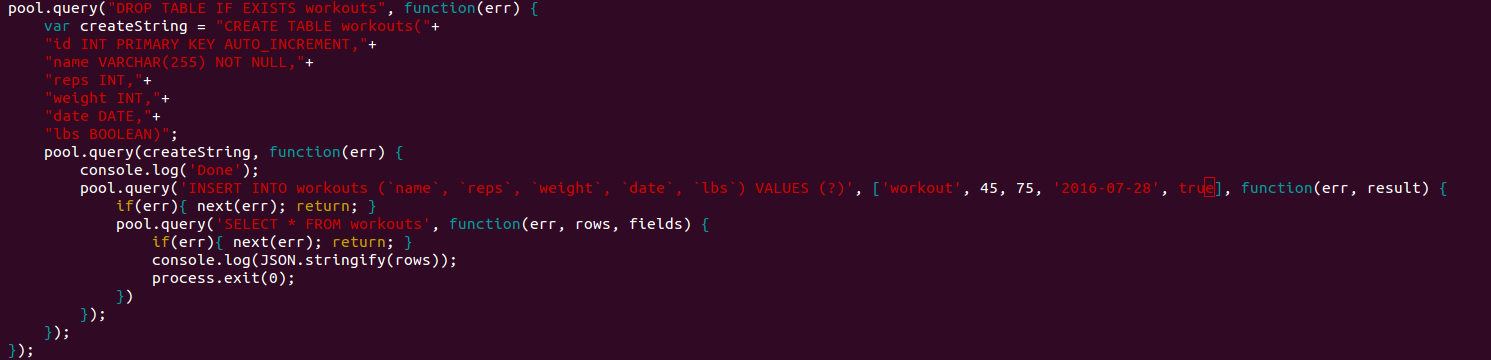 pool.query("DROP TABLE IF EXISTS workouts", function(err) {
    var createString = "CREATE TABLE workouts("+
    "id INT PRIMARY KEY AUTO_INCREMENT,"+
    "name VARCHAR(255) NOT NULL,"+
    "reps INT,"+
    "weight INT,"+
    "date DATE,"+
    "lbs BOOLEAN)";
    pool.query(createString, function(err) {
        console.log('Done');
        pool.query('INSERT INTO workouts (`name`, `reps`, `weight`, `date`, `lbs`) VALUES (?)', ['workout', 45, 75, '2016-07-28', true], function(err, result) {
            if(err){ next(err); return; }
            pool.query('SELECT * FROM workouts', function(err, rows, fields) {
                if(err){ next(err); return; }
                console.log(JSON.stringify(rows));
                process.exit(0);
            })
        });
    });
});